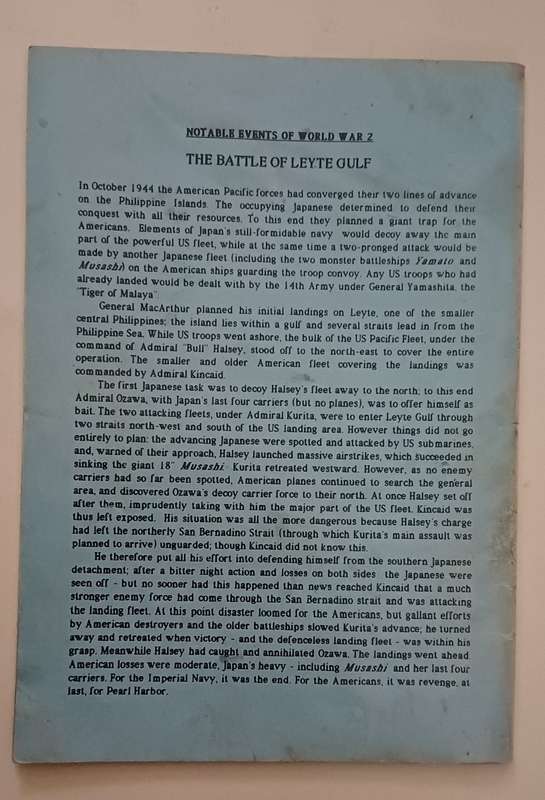 NOTABLE EVENTS OF WORLD WAR 2
THE BATTLE OF LEYTE GULF
In October 1944 the American Pacific forces had converged their two lines of advance
on the Philippine Islands. The occupying Japanese determined to defend their
conquest with all their resources. To this end they planned a giant trap for the
Americans. Elements of Japan's still-formidable navy would decoy away the main
part of the powerful US fleet, while at the same time a two-pronged attack would be
made by another Japanese fleet (including the two monster battleships Yamato and
Musashi) on the American ships guarding the troop convoy. Any US troops who had
already landed would be dealt with by the 14th Army under General Yamashita, the
"Tiger of Malaya".
General MacArthur planned his initial landings on Leyte, one of the smaller
central Philippines; the island lies within a gulf and several straits lead in from the
Philippine Sea. While US troops went ashore, the bulk of the US Pacific Fleet, under the
command of Admiral "Bull" Halsey, stood off to the north-east to cover the entire
operation. The smaller and older American fleet covering the landings was
commanded by Admiral Kincaid.
The first Japanese task was to decoy Halsey's fleet away to the north; to this end
Admiral Ozawa, with Japan's last four carriers (but no planes), was to offer himself as
bait. The two attacking fleets, under Admiral Kurita, were to enter Leyte Gulf through
two straits north-west and south of the US landing area. However things did not go
entirely to plan: the advancing Japanese were spotted and attacked by US submarines,
and, warned of their approach, Halsey launched massive airstrikes, which succeeded in
sinking the giant 18" Musashi. Kurita retreated westward. However, as no enemy
carriers had so far been spotted, American planes continued to search the general
area, and discovered Ozawa's decoy carrier force to their north. At once Halsey set off
after them, imprudently taking with him the major part of the US fleet. Kincaid was
thus left exposed. His situation was all the more dangerous because Halsey's charge
had left the northerly San Bernadino Strait (through which Kurita's main assault was
planned to arrive) unguarded; though Kincaid did not know this.
He therefore put all his effort into defending himself from the southern Japanese
detachment; after a bitter night action and losses on both sides the Japanese were
seen off - but no sooner had this happened than news reached Kincaid that a much
stronger enemy force had come through the San Bernadino strait and was attacking
the landing fleet. At this point disaster loomed for the Americans, but gallant efforts
by American destroyers and the older battleships slowed Kurita's advance; he turned
away and retreated when victory - and the defenceless landing fleet - was within his
grasp. Meanwhile Halsey had caught and annihilated Ozawa. The landings went ahead.
American losses were moderate, Japan's heavy - including Musashi and her last four
carriers. For the Imperial Navy, it was the end. For the Americans, it was revenge, at
last, for Pearl Harbor.